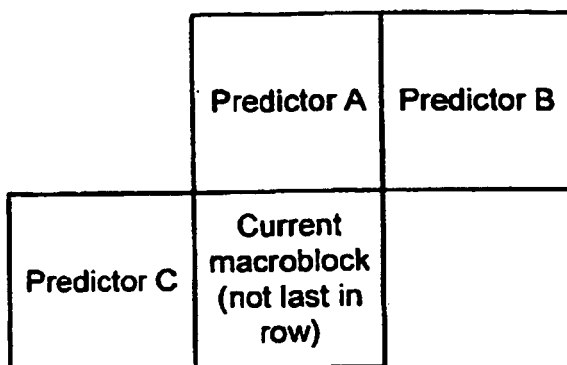 Predictor A
Predictor B
Predictor C
Current
macroblock
(not last in
row)